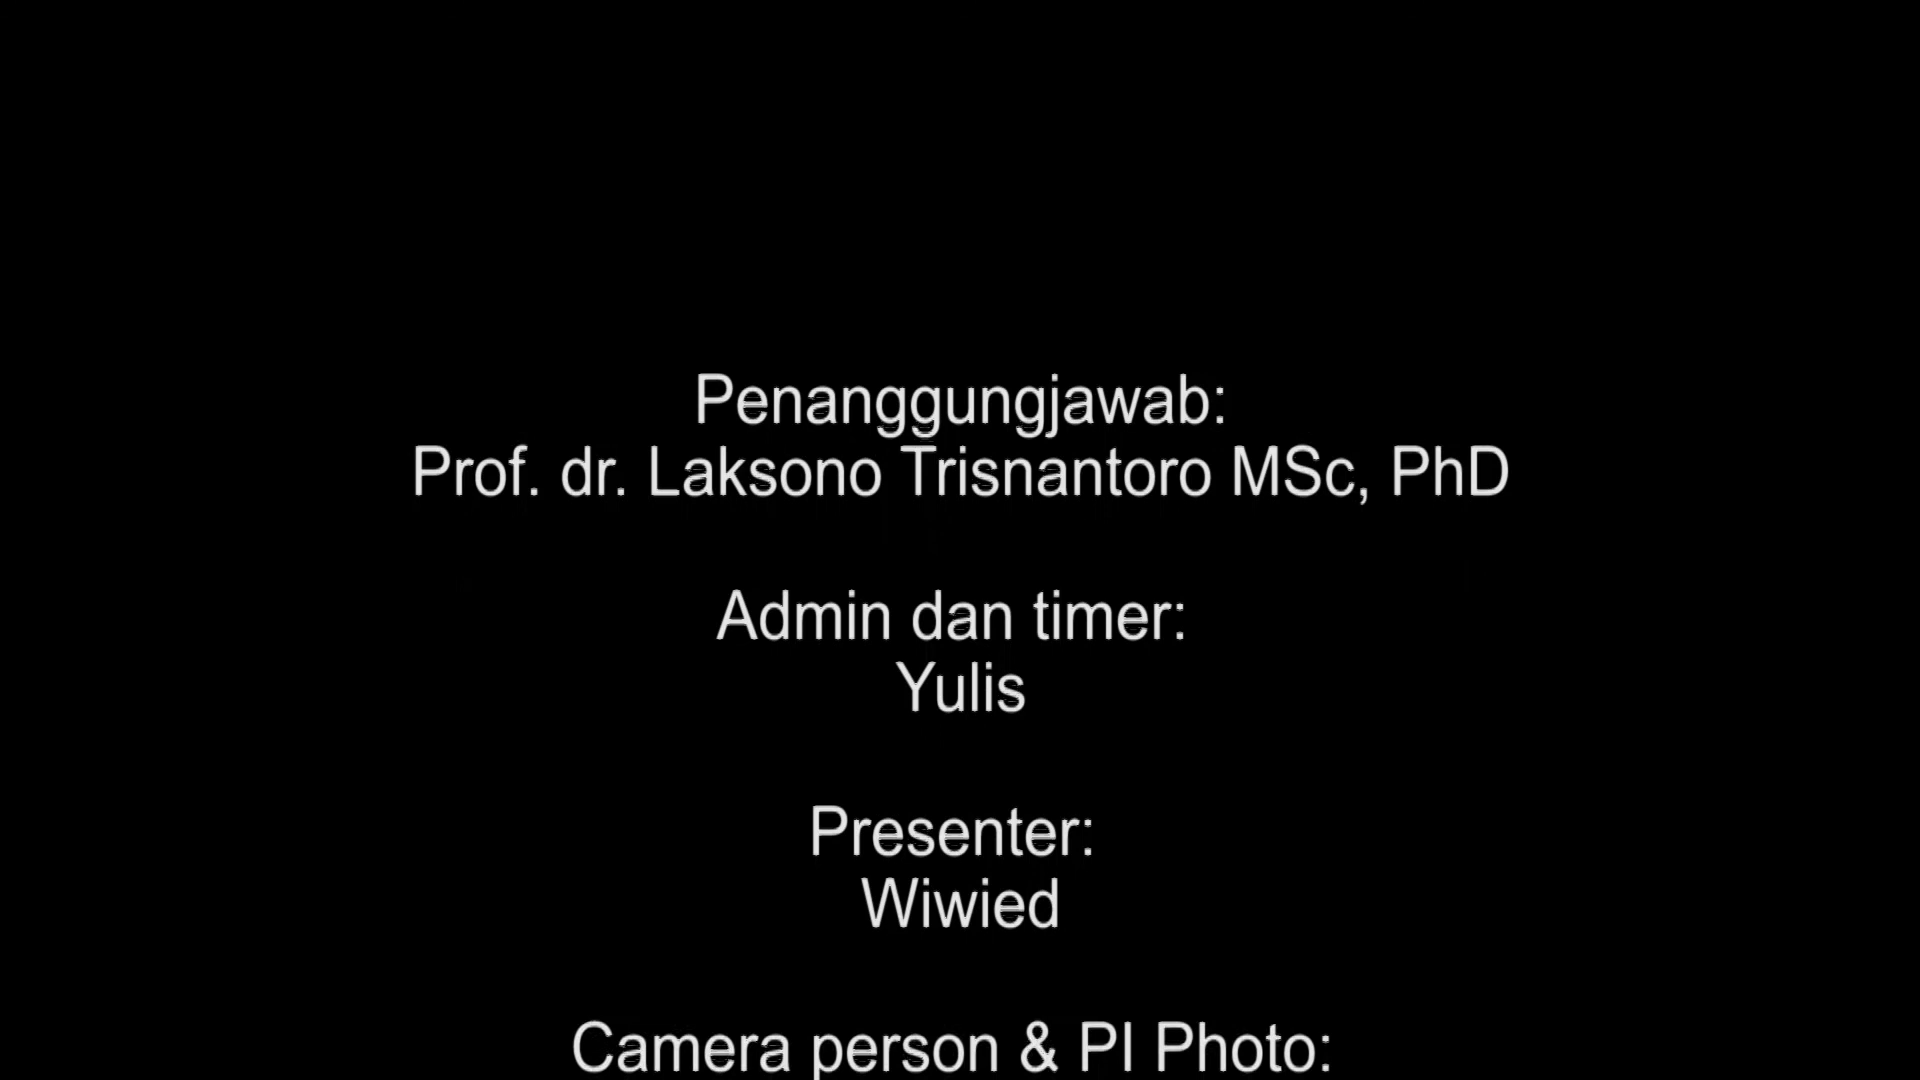 Penanggungjawab:
Prof. dr. Laksono Trisnantoro MSc, PhD
Admin dan timer:
Yulis
Presenter:
Wiwied
Camera person & PI Photo: